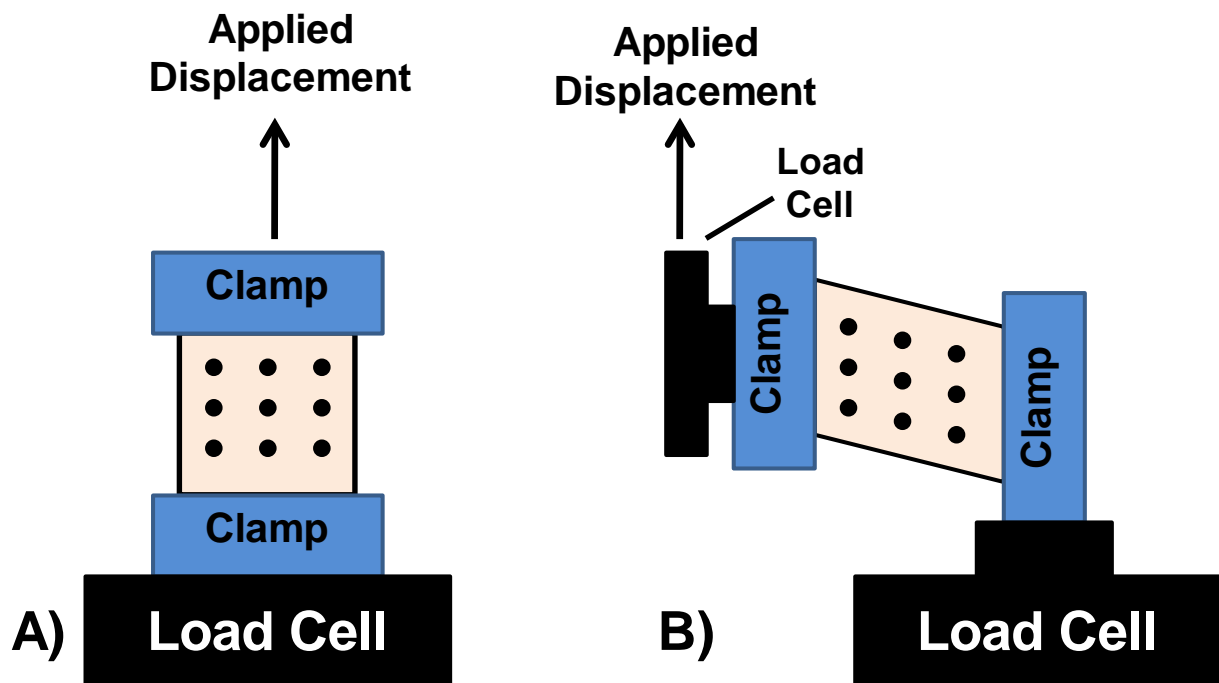 Applied
Displacement
Clamp
Clamp
Load Cell
A)
Applied
Displacement
Load
Cell
Clamp
Clamp
Load Cell
B)